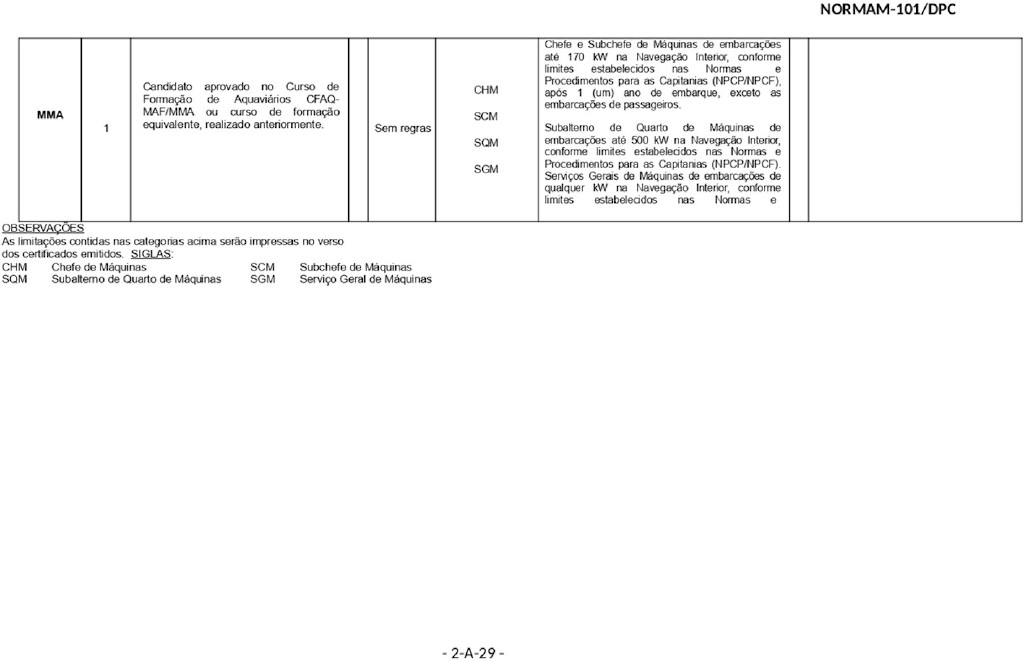 NORMAM-101/DPC
MMA
1
Candidato aprovado no Curso de
Formação de Aquaviários CFAQ-
MAF/MMA ou curso de formação
equivalente, realizado anteriormente.
Sem regras
CHM
SCM
SQM
SGM
Chefe e Subchefe de Máquinas de embarcações
até 170 kW na Navegação Interior, conforme
limites estabelecidos nas Normas e
Procedimentos para as Capitanias (NPCP/NPCF),
após 1 (um) ano de embarque, exceto as
embarcações de passageiros.
Subalterno de Quarto de Máquinas de
embarcações até 500 kW na Navegação Interior,
conforme limites estabelecidos nas Normas e
Procedimentos para as Capitanias (NPCP/NPCF).
Serviços Gerais de Máquinas de embarcações de
qualquer kW na Navegação Interior, conforme
limites estabelecidos nas Normas e
OBSERVAÇÕES
As limitações contidas nas categorias acima serão impressas no verso
dos certificados emitidos. SIGLAS:
CHM Chefe de Máquinas SCM Subchefe de Máquinas
SQM Subalterno de Quarto de Máquinas SGM Serviço Geral de Máquinas
- 2-A-29 -